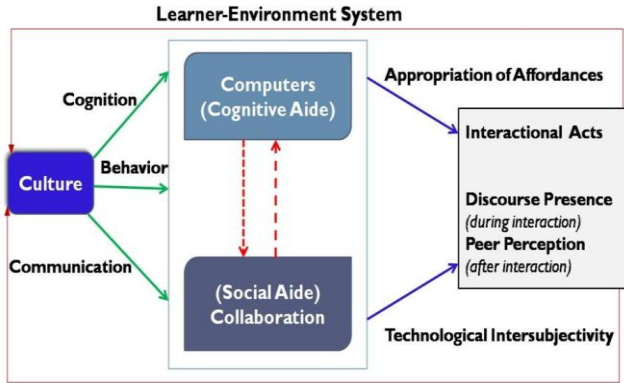 Learner-Environment System
Computers
(Cognitive Aide)
Appropriation of Affordances
Cognition
Interactional Acts
Behavior
Culture
Discourse Presence
(during interaction)
Peer Perception
(after interaction)
Communication
(Social Aide)
Collaboration
Technological Intersubjectivity